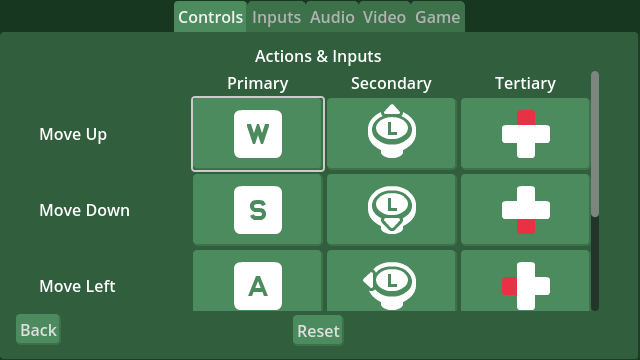 Controls Inputs Audio Video Game
Actions & Inputs
Primary Secondary Tertiary
Move Up W L
Move Down S L
Move Left A L
Back Reset